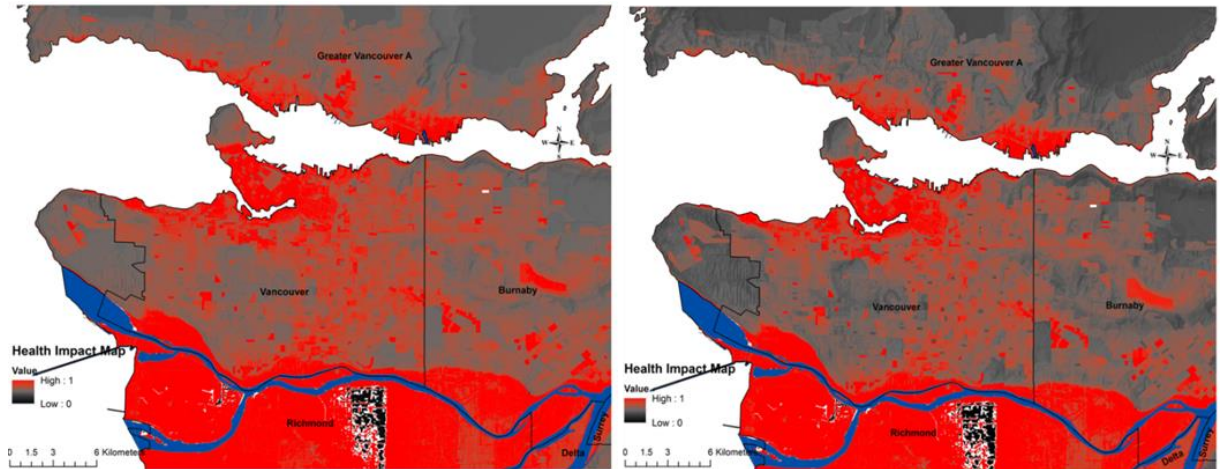 Greater Vancouver A
N
W E
S
Vancouver
Burnaby
Health Impact Map
Value
High : 1
Low : 0
Richmond
Surrey
Delta
0 1.5 3 6 Kilometers
Greater Vancouver A
N
W E
S
Vancouver
Burnaby
Health Impact Map
Value
High : 1
Low : 0
Richmond
Surrey
Delta
0 1.5 3 6 Kilometers